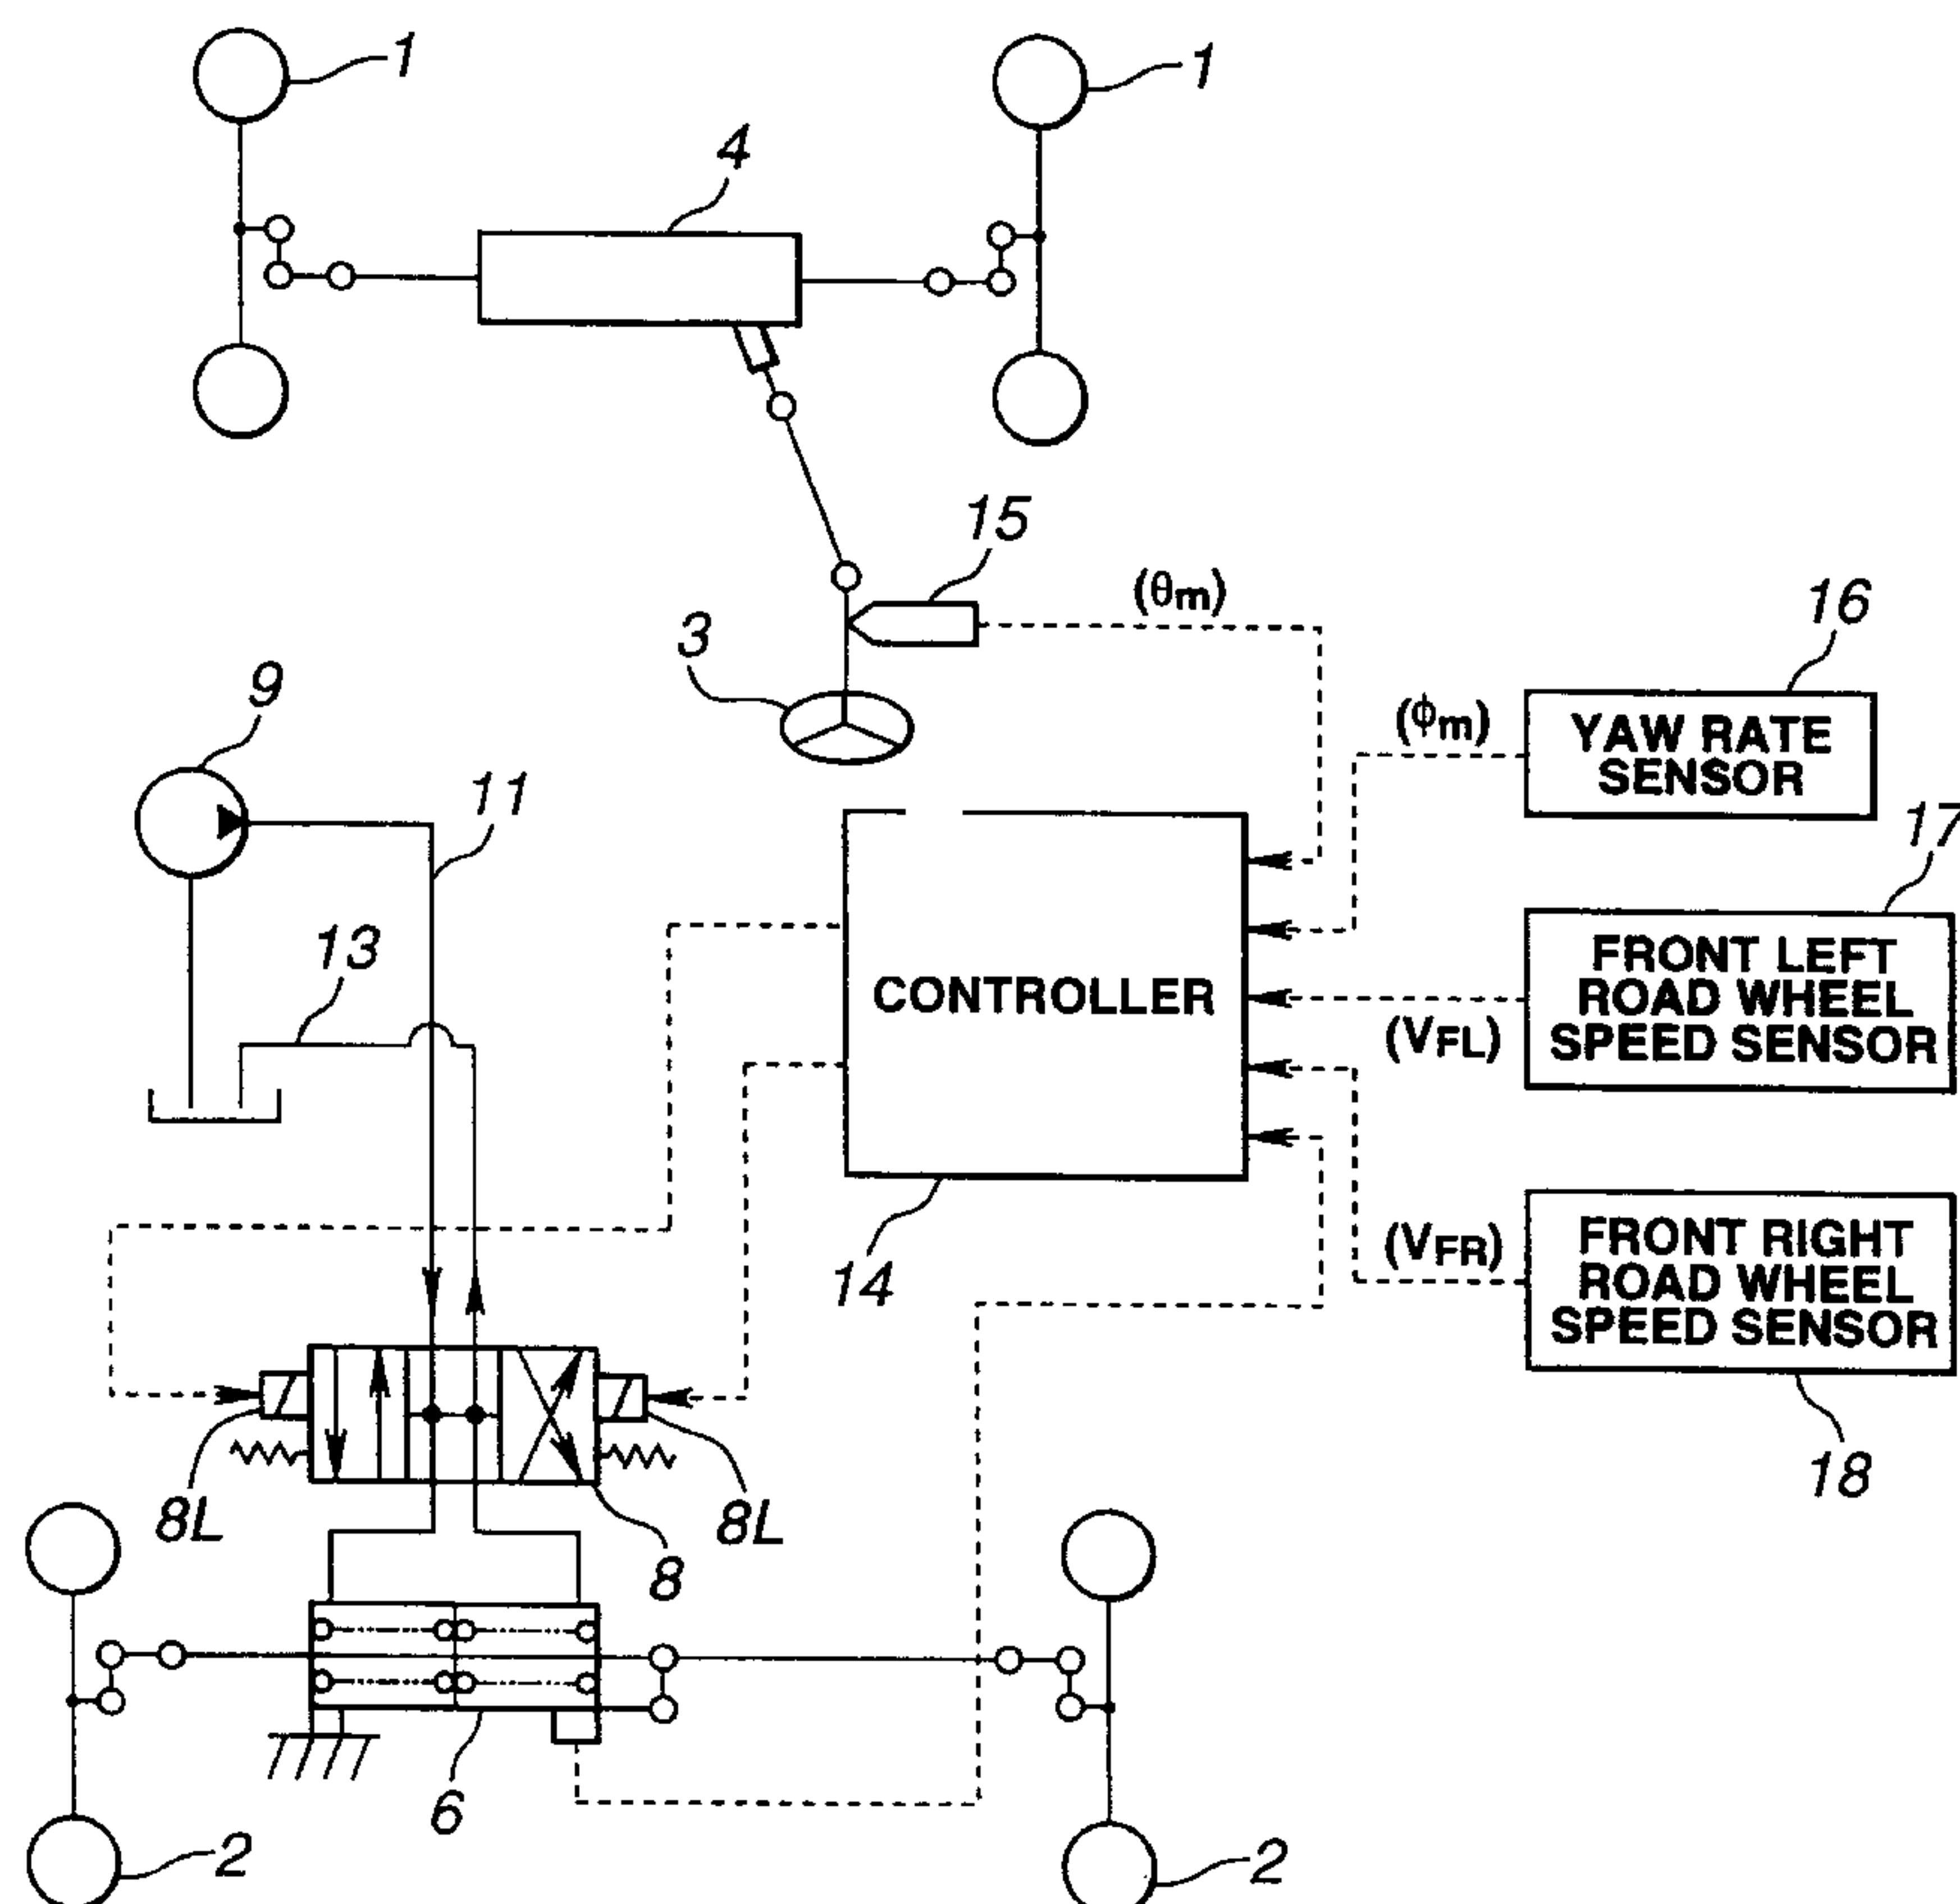 1
1
4
15
(θm)
16
3
(ϕm)
YAW RATE
SENSOR
9
11
17
13
FRONT LEFT
ROAD WHEEL
SPEED SENSOR
CONTROLLER
(VFL)
FRONT RIGHT
ROAD WHEEL
SPEED SENSOR
(VFR)
14
18
8L
8L
8
6
2
2